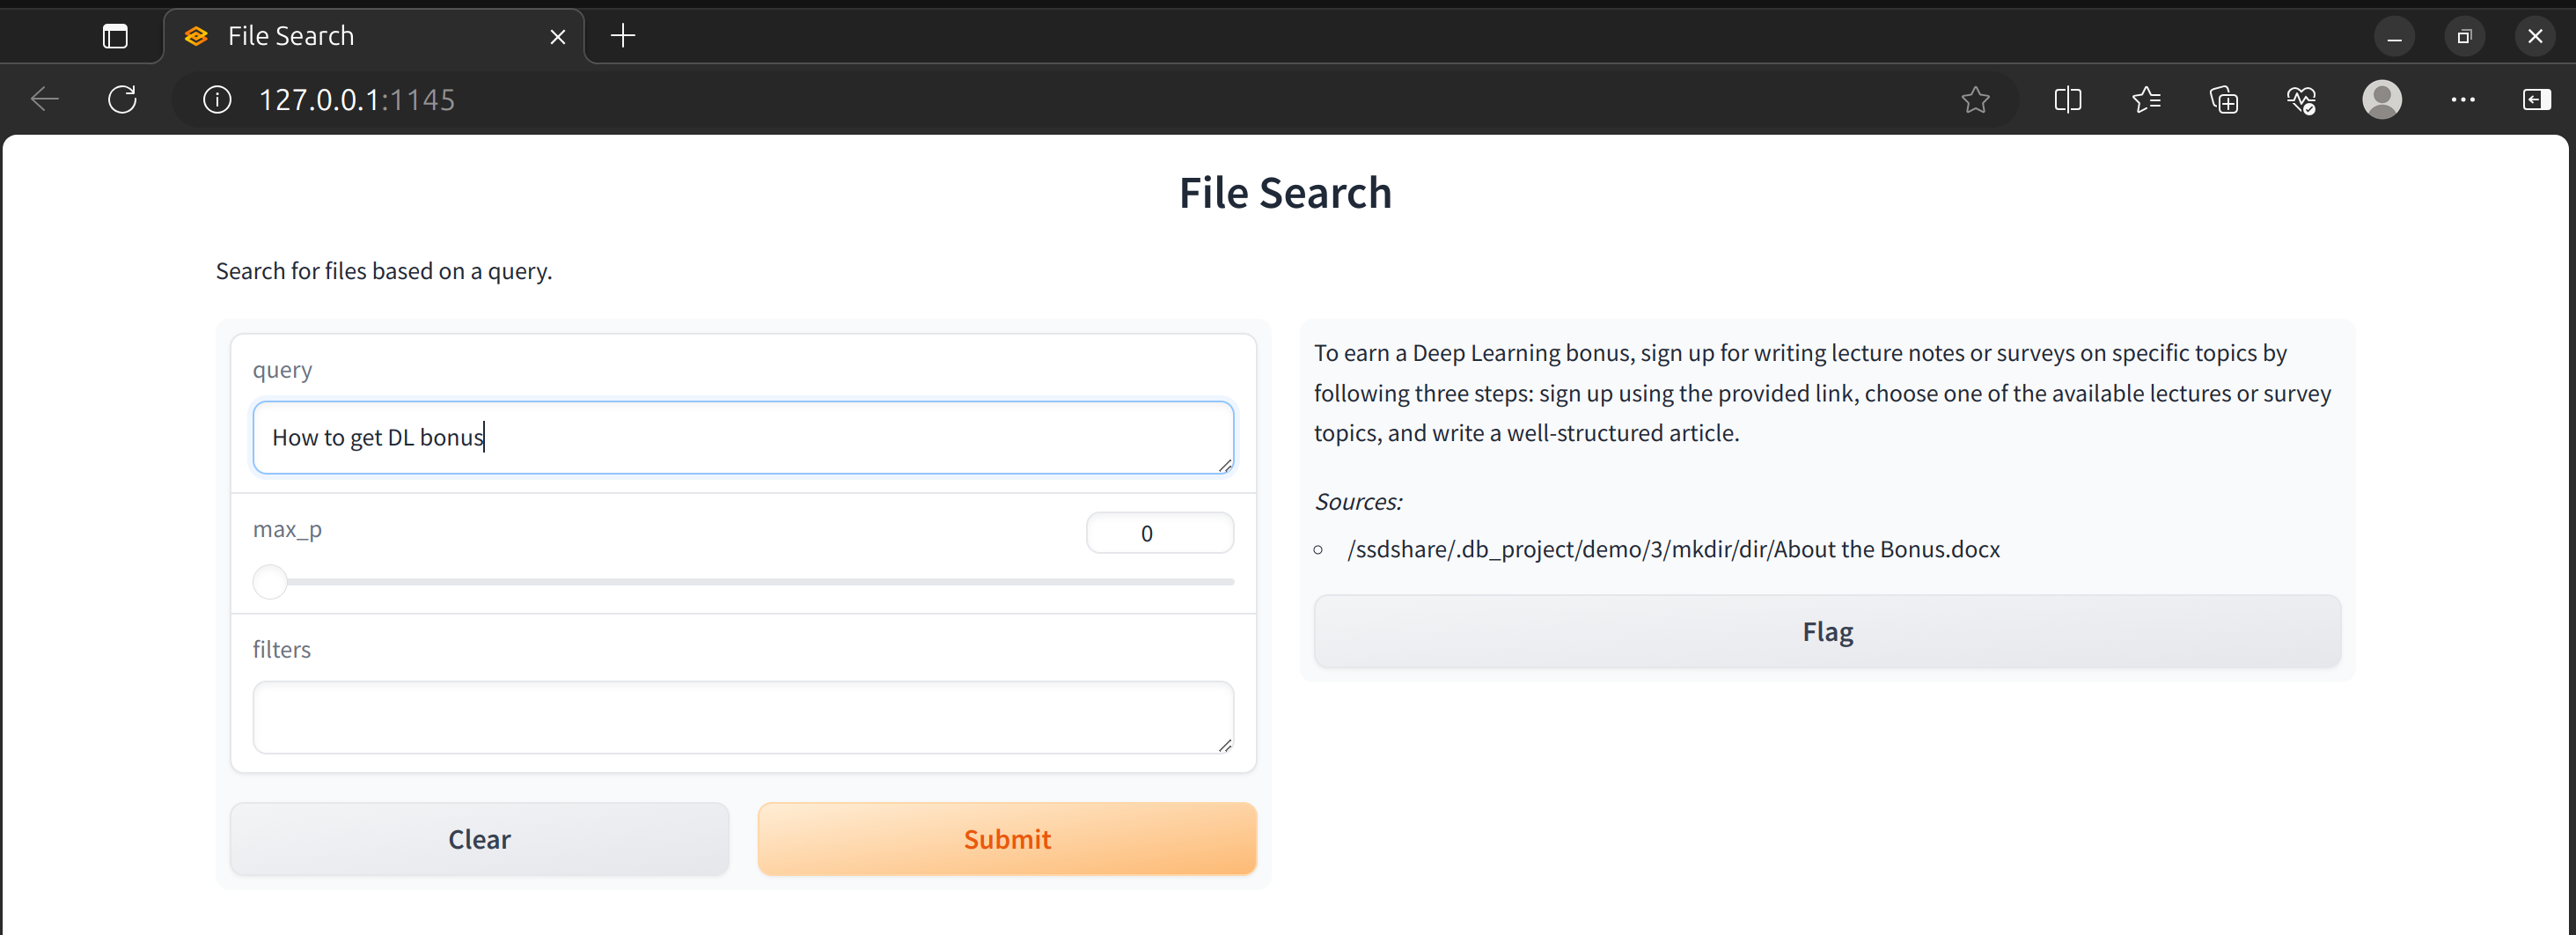 File Search
127.0.0.1:1145
File Search
Search for files based on a query.
query
How to get DL bonus
max_p
0
filters
Clear
Submit
To earn a Deep Learning bonus, sign up for writing lecture notes or surveys on specific topics by
following three steps: sign up using the provided link, choose one of the available lectures or survey
topics, and write a well-structured article.
Sources:
/ssdshare/.db_project/demo/3/mkdir/dir/About the Bonus.docx
Flag